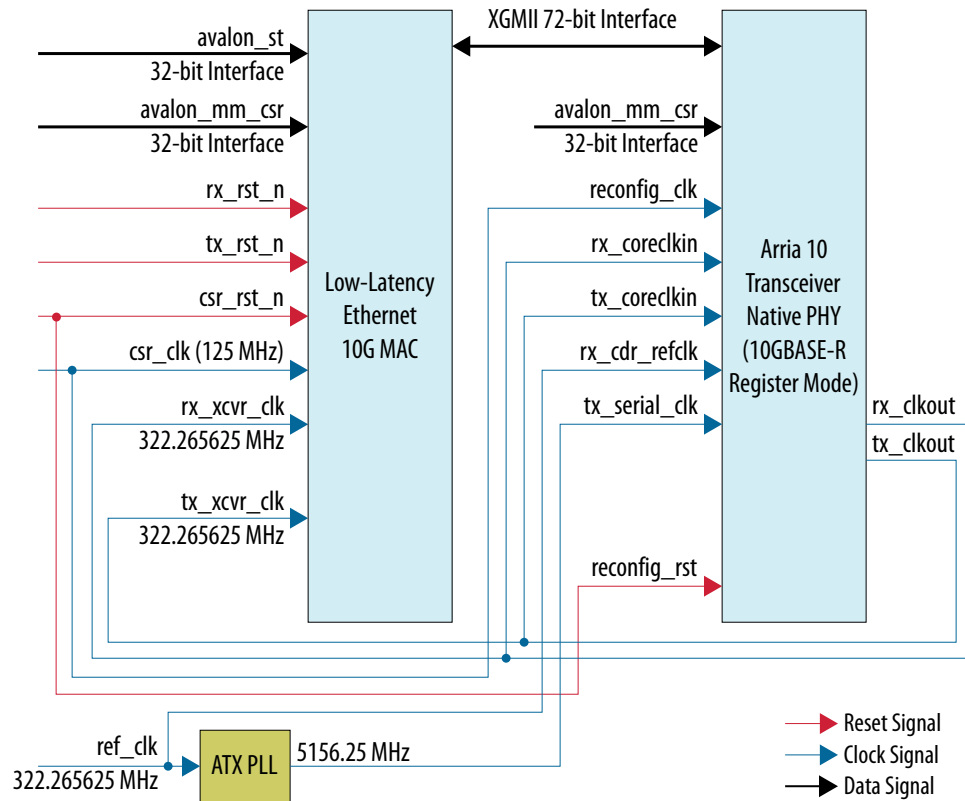 XGMII 72-bit Interface
avalon_st
32-bit Interface
avalon_mm_csr
32-bit Interface
rx_rst_n
tx_rst_n
csr_rst_n
csr_clk (125 MHz)
rx_xcvr_clk
322.265625 MHz
tx_xcvr_clk
322.265625 MHz
Low-Latency
Ethernet
10G MAC
avalon_mm_csr
32-bit Interface
reconfig_clk
rx_coreclkin
tx_coreclkin
rx_cdr_refclk
tx_serial_clk
reconfig_rst
Arria 10
Transceiver
Native PHY
(10GBASE-R
Register Mode)
rx_clkout
tx_clkout
ref_clk
322.265625 MHz
ATX PLL
5156.25 MHz
Reset Signal
Clock Signal
Data Signal